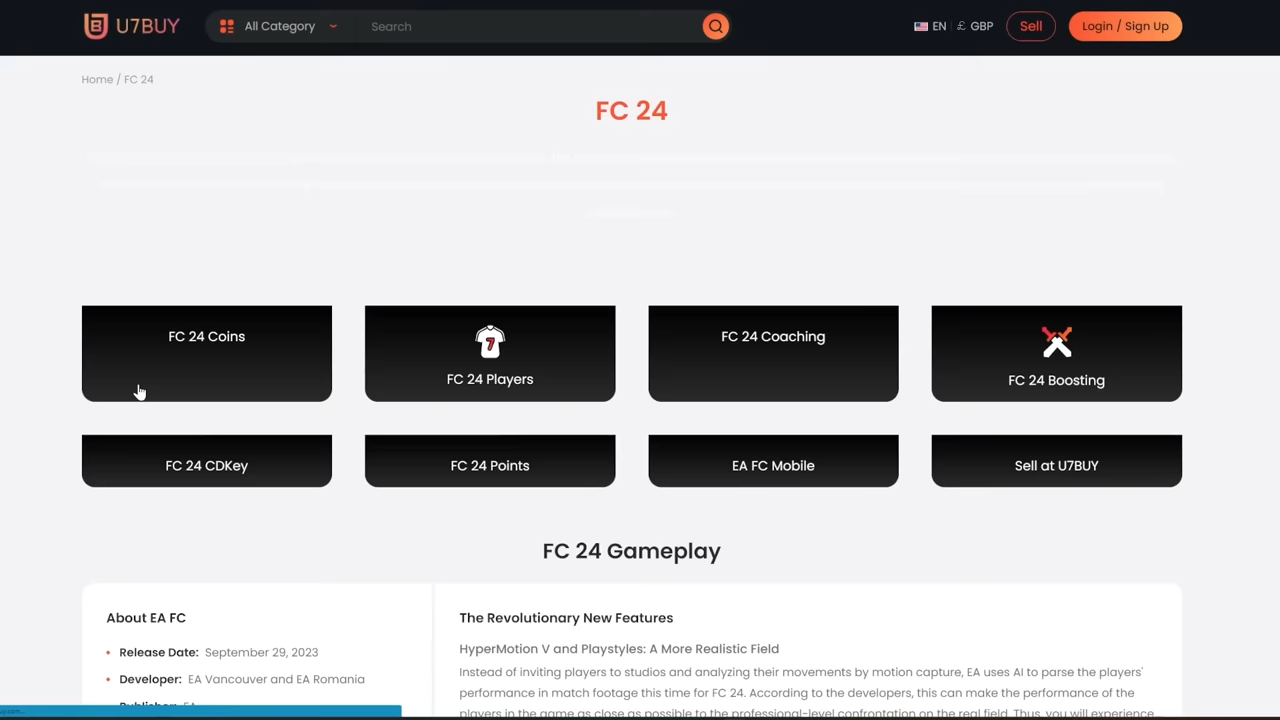 U7BUY
All Category
Search
EN
£ GBP
Sell
Login / Sign Up
Home / FC 24
FC 24
FC 24 Coins
7
FC 24 Players
FC 24 Coaching
FC 24 Boosting
FC 24 CDKey
FC 24 Points
EA FC Mobile
Sell at U7BUY
FC 24 Gameplay
About EA FC
Release Date: September 29, 2023
Developer: EA Vancouver and EA Romania
Publisher: EA
The Revolutionary New Features
HyperMotion V and Playstyles: A More Realistic Field
Instead of inviting players to studios and analyzing their movements by motion capture, EA uses AI to parse the players'
performance in match footage this time for FC 24. According to the developers, this can make the performance of the
players in the game as close as possible to the professional-level confrontation on the real field. Thus, you will experience